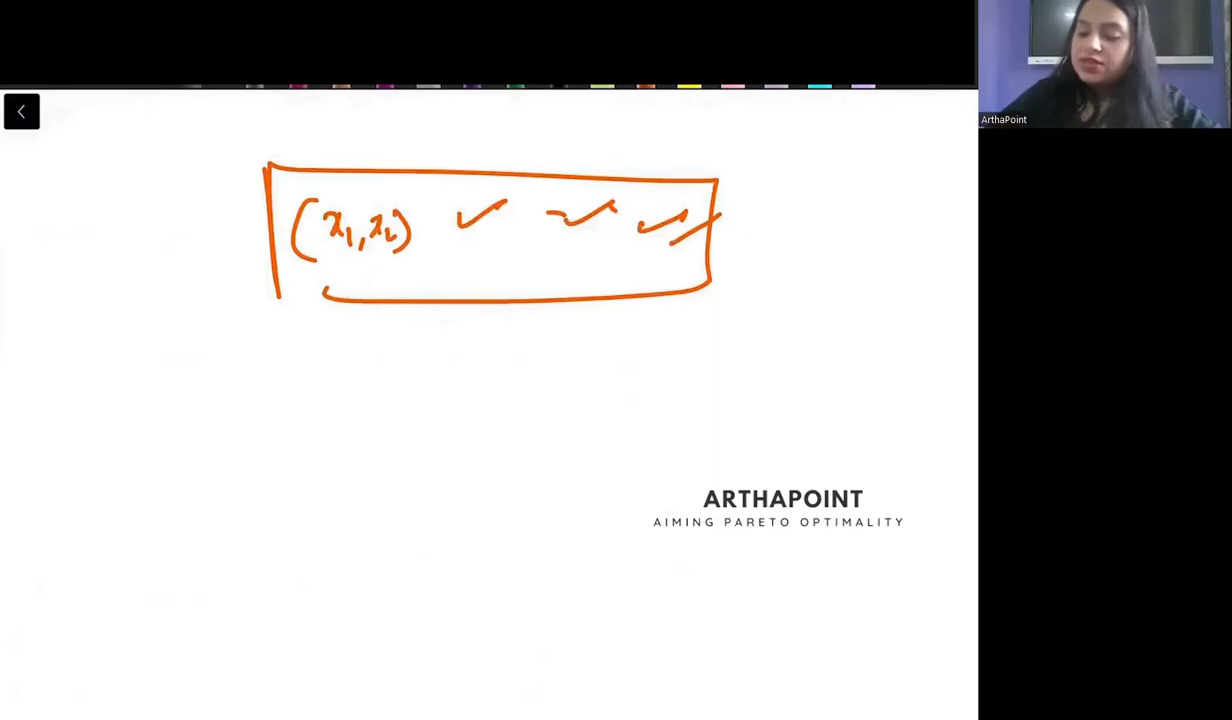 ArthaPoint
(x₁, x₂) ✓ ✓ ✓
ARTHAPOINT
AIMING PARETO OPTIMALITY